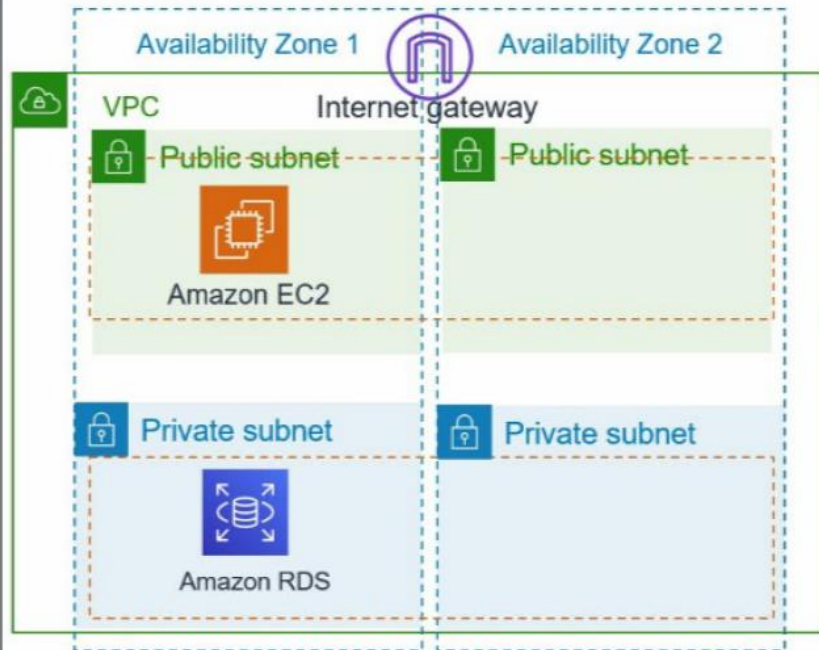 Availability Zone 1
Availability Zone 2
VPC
Internet gateway
Public subnet
Public subnet
Amazon EC2
Private subnet
Private subnet
Amazon RDS